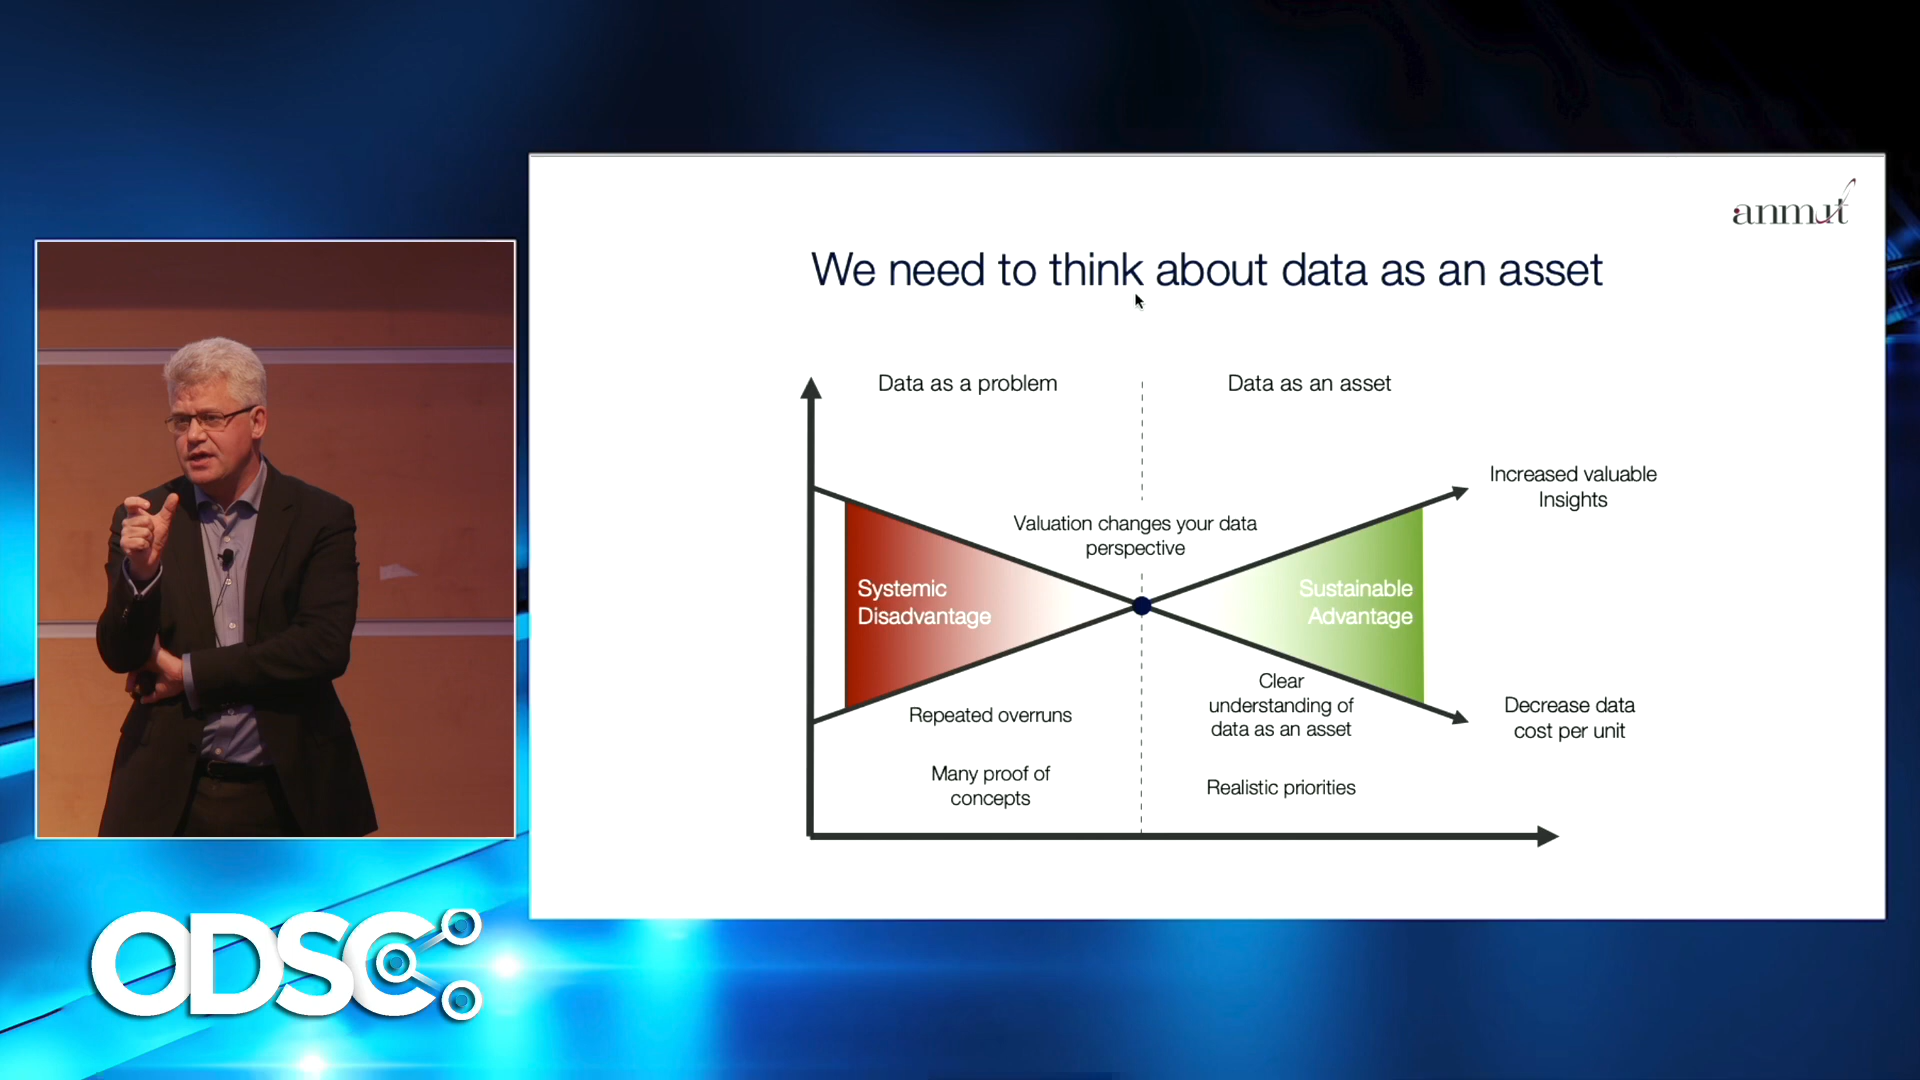 anmut
We need to think about data as an asset
Data as a problem
Data as an asset
Increased valuable
Insights
Valuation changes your data
perspective
Systemic
Disadvantage
Sustainable
Advantage
Clear
understanding of
data as an asset
Repeated overruns
Decrease data
cost per unit
Many proof of
concepts
Realistic priorities
ODSC